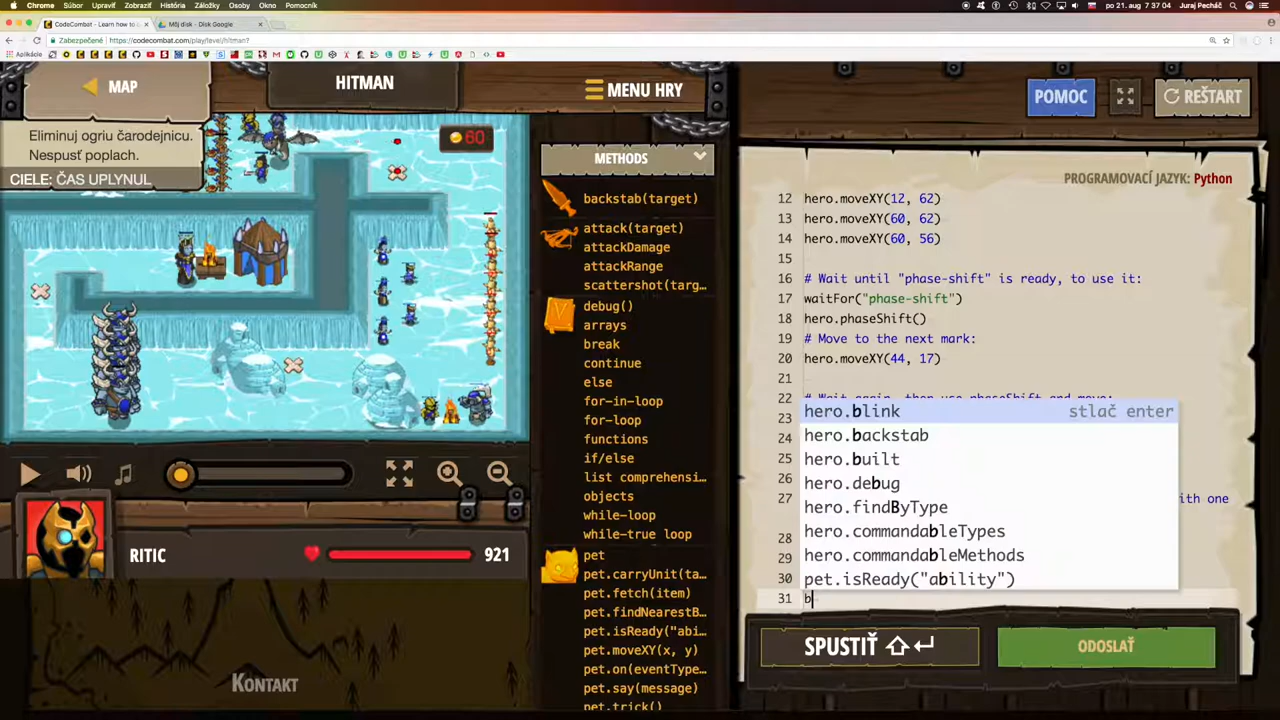 Chrome Súbor Upraviť Zobraziť História Záložky Osoby Okno Pomocník
po 21. aug 7 37 04 Juraj Pecháč
CodeCombat - Learn how to
Môj disk - Disk Google
Zabezpečené https://codecombat.com/play/level/hitman?
Aplikácie
MAP
HITMAN
MENU HRY
POMOC
REŠTART
Eliminuj ogriu čarodejnicu.
Nespusť poplach.
CIELE: ČAS UPLYNUL
60
METHODS
backstab(target)
attack(target)
attackDamage
attackRange
scattershot(targ...
debug()
arrays
break
continue
else
for-in-loop
for-loop
functions
if/else
list comprehensi...
objects
while-loop
while-true loop
pet
pet.carryUnit(ta...
pet.fetch(item)
pet.findNearestB...
pet.isReady("abi...
pet.moveXY(x, y)
pet.on(eventType...
pet.say(message)
pet.trick()
PROGRAMOVACÍ JAZYK: Python
12 hero.moveXY(12, 62)
13 hero.moveXY(60, 62)
14 hero.moveXY(60, 56)
15
16 # Wait until "phase-shift" is ready, to use it:
17 waitFor("phase-shift")
18 hero.phaseShift()
19 # Move to the next mark:
20 hero.moveXY(44, 17)
21
22 # Wait again, then use phaseShift and move:
23
24
25
26
27 with one
28
29
30
31 b
hero.blink stlač enter
hero.backstab
hero.built
hero.debug
hero.findByType
hero.commandableTypes
hero.commandableMethods
pet.isReady("ability")
SPUSTIŤ
ODOSLAŤ
RITIC
921
KONTAKT